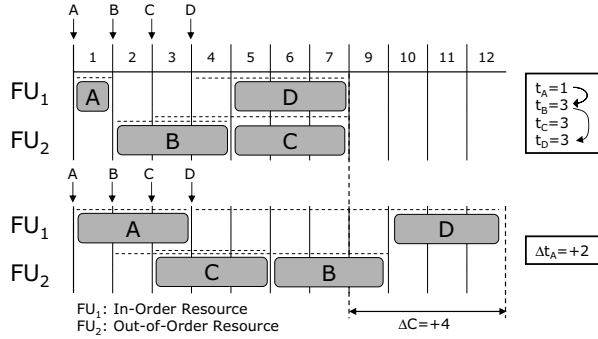 A B C D
1 2 3 4 5 6 7 8 9 10 11 12
FU1 A D
FU2 B C
tA=1
tB=3
tC=3
tD=3
A B C D
FU1 A D
FU2 C B
ΔtA=+2
FU1: In-Order Resource
FU2: Out-of-Order Resource
ΔC=+4